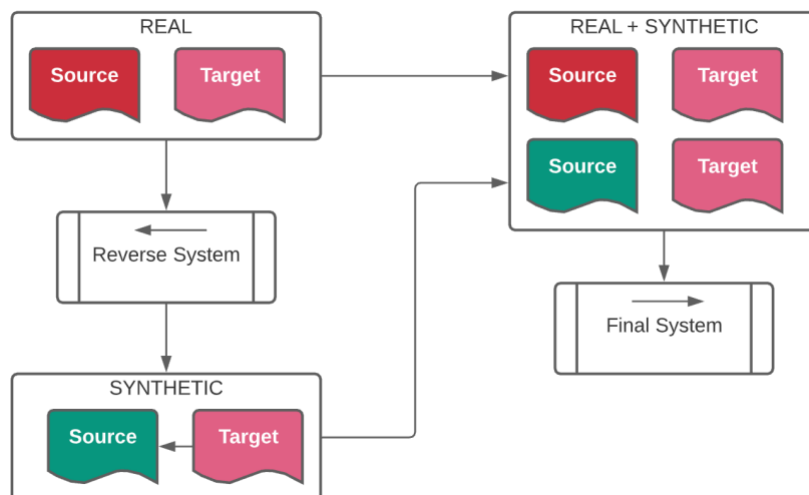 REAL
Source
Target
Reverse System
SYNTHETIC
Source
Target
REAL + SYNTHETIC
Source
Target
Source
Target
Final System